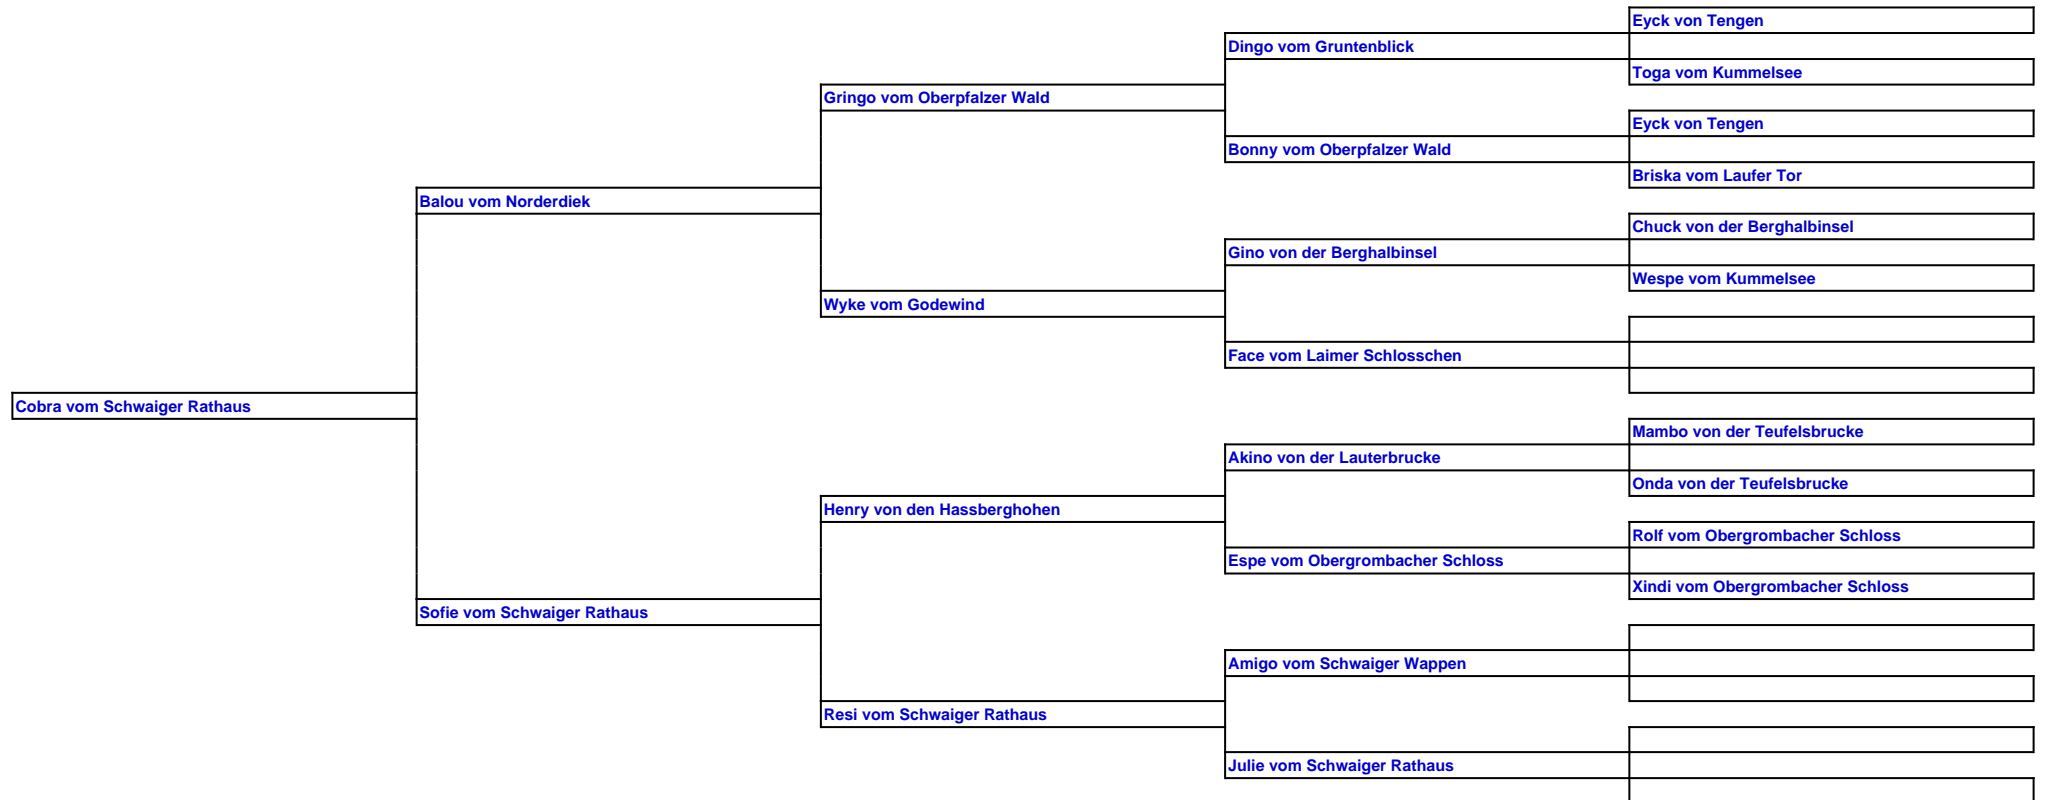 Eyck von Tengen
Dingo vom Gruntenblick
Toga vom Kummelsee
Gringo vom Oberpfalzer Wald
Eyck von Tengen
Bonny vom Oberpfalzer Wald
Briska vom Laufer Tor
Balou vom Norderdiek
Chuck von der Berghalbinsel
Gino von der Berghalbinsel
Wespe vom Kummelsee
Wyke vom Godewind
Face vom Laimer Schlosschen
Cobra vom Schwaiger Rathaus
Mambo von der Teufelsbrucke
Akino von der Lauterbrucke
Onda von der Teufelsbrucke
Henry von den Hassberghohen
Rolf vom Obergrombacher Schloss
Espe vom Obergrombacher Schloss
Xindi vom Obergrombacher Schloss
Sofie vom Schwaiger Rathaus
Amigo vom Schwaiger Wappen
Resi vom Schwaiger Rathaus
Julie vom Schwaiger Rathaus